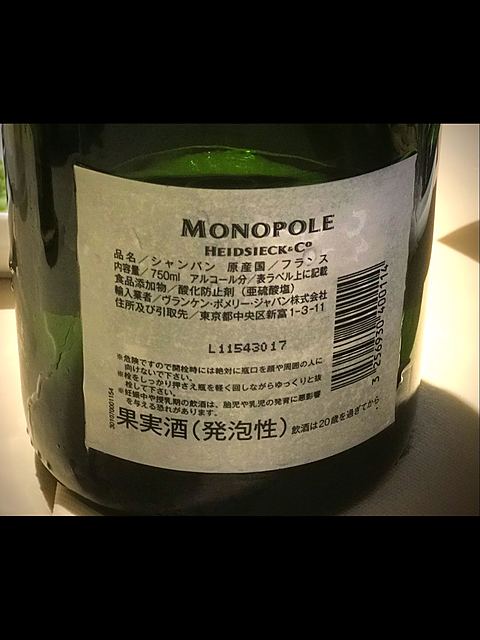 MONOPOLE
HEIDSIECK & Cº
品名／シャンパン 原産国／フランス
内容量／750ml アルコール分／表ラベル上に記載
食品添加物／酸化防止剤（亜硫酸塩）
輸入業者／ヴランケン・ポメリー・ジャパン株式会社
住所及び引取先／東京都中央区新富1-3-11
L11543017
※危険ですので開栓時には絶対に瓶口を顔や周囲の人に
向けないで下さい。
※栓をしっかり押さえ瓶を軽く回しながらゆっくりと抜
栓して下さい。
※妊娠中や授乳期の飲酒は、胎児や乳児の発育に悪影響
を与える恐れがあります。
果実酒（発泡性）飲酒は20歳を過ぎてから
3 256930 400114
301070001154